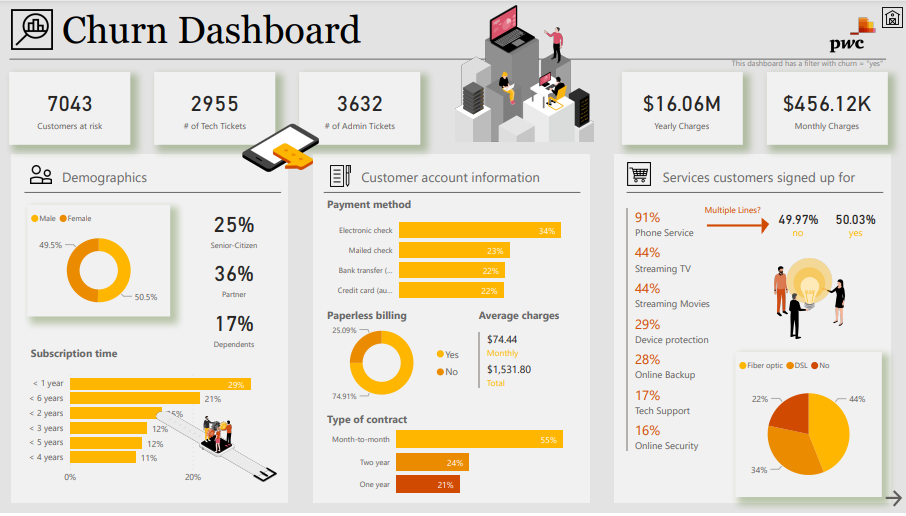 Churn Dashboard
pwc
This dashboard has a filter with churn = "yes"
7043
Customers at risk
2955
# of Tech Tickets
3632
# of Admin Tickets
$16.06M
Yearly Charges
$456.12K
Monthly Charges
Demographics
Male Female
49.5%
50.5%
25%
Senior-Citizen
36%
Partner
17%
Dependents
Subscription time
< 1 year 29%
< 6 years 21%
< 2 years
< 3 years 12%
< 5 years 12%
< 4 years 11%
0% 20%
Customer account information
Payment method
Electronic check 34%
Mailed check 23%
Bank transfer (... 22%
Credit card (au... 22%
Paperless billing
25.09%
74.91%
Yes
No
Average charges
$74.44
Monthly
$1,531.80
Total
Type of contract
Month-to-month 55%
Two year 24%
One year 21%
Services customers signed up for
91%
Phone Service
Multiple Lines?
49.97%
no
50.03%
yes
44%
Streaming TV
44%
Streaming Movies
29%
Device protection
28%
Online Backup
17%
Tech Support
16%
Online Security
Fiber optic DSL No
22%
44%
34%